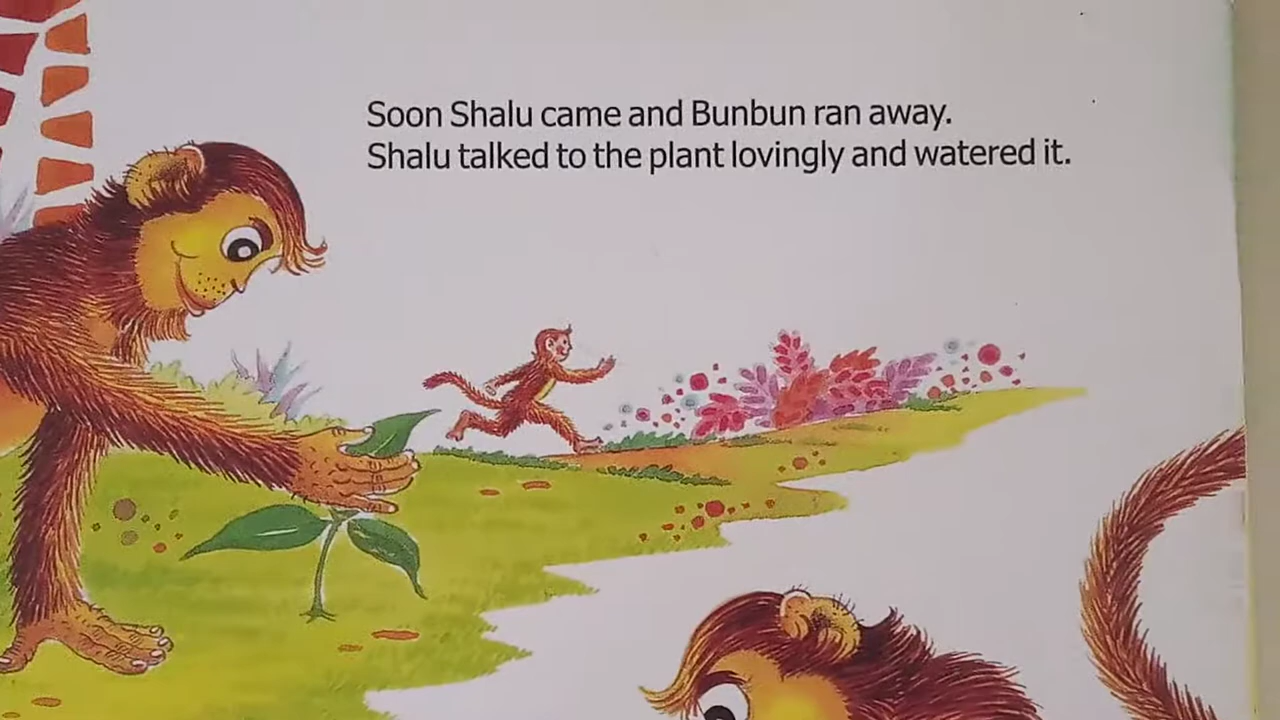 Soon Shalu came and Bunbun ran away.
Shalu talked to the plant lovingly and watered it.